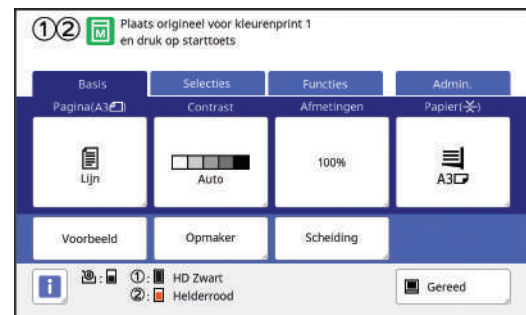 ①② M Plaats origineel voor kleurenprint 1
en druk op starttoets
Basis Selecties Functies Admin.
Pagina(A3) Contrast Afmetingen Papier()
Lijn Auto 100% A3
Voorbeeld Opmaker Scheiding
i : ①: HD Zwart
②: Helderrood
Gereed